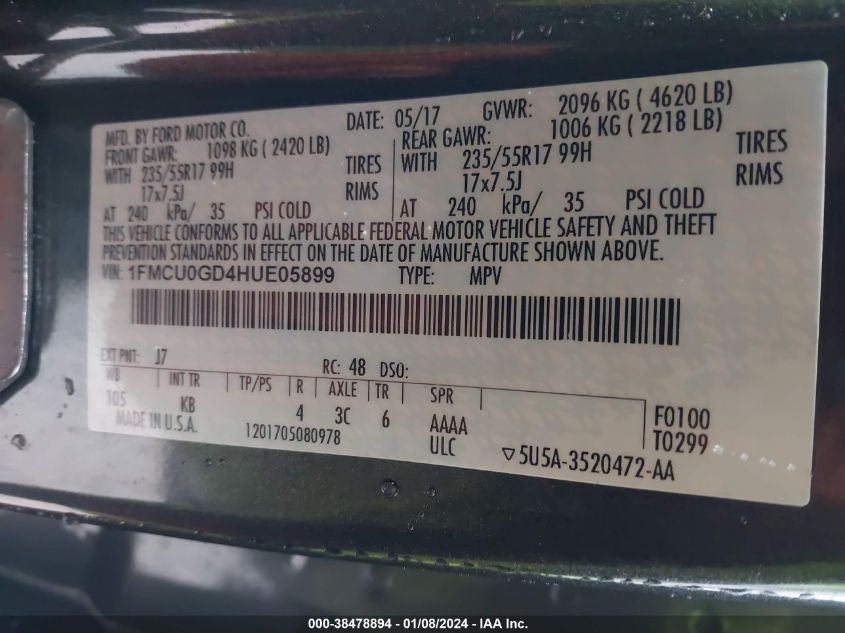 MFD. BY FORD MOTOR CO.
DATE: 05/17 GVWR: 2096 KG ( 4620 LB)
FRONT GAWR: 1098 KG ( 2420 LB)
REAR GAWR: 1006 KG ( 2218 LB)
WITH 235/55R17 99H TIRES
WITH 235/55R17 99H TIRES
17x7.5J RIMS
17x7.5J RIMS
AT 240 kPa/ 35 PSI COLD
AT 240 kPa/ 35 PSI COLD
THIS VEHICLE CONFORMS TO ALL APPLICABLE FEDERAL MOTOR VEHICLE SAFETY AND THEFT
PREVENTION STANDARDS IN EFFECT ON THE DATE OF MANUFACTURE SHOWN ABOVE.
VIN: 1FMCU0GD4HUE05899 TYPE: MPV
EXT PNT: J7 RC: 48 DSO:
WB INT TR TP/PS R AXLE TR SPR
105 KB 4 3C 6 AAAA F0100
MADE IN U.S.A. 1201705080978 ULC T0299
▽5U5A-3520472-AA
000-38478894 - 01/08/2024 - IAA Inc.